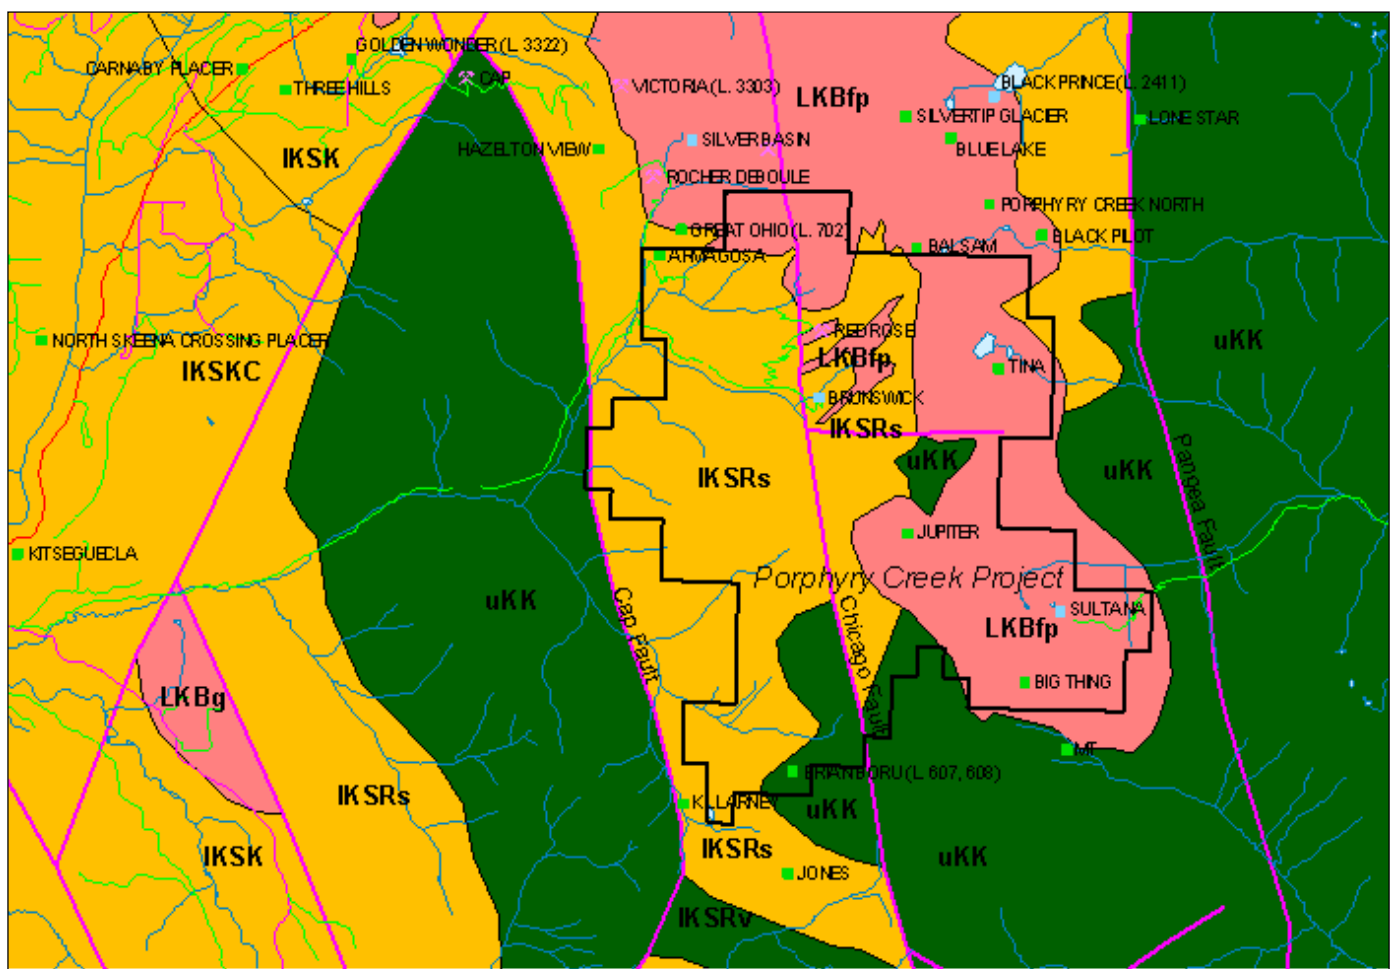 GOLDEN WONDER (L. 3322)
CARNABY PLACER
THREE HILLS
CAP
VICTORIA (L. 3303)
LKBfp
BLACK PRINCE (L. 2411)
SILVERTIP GLACIER
LONE STAR
IKSK
HAZELTON VIEW
SILVER BASIN
BLUE LAKE
ROCHER DEBOULE
PORPHYRY CREEK NORTH
GREAT OHIO (L. 702)
BALSAM
BLACK PILOT
ARMAGOSA
NORTH SKEENA CROSSING PLACER
RED ROSE
uKK
IKSKC
LKBfp
TINA
BRUNSWICK
IKSRs
IKSRs
uKK
uKK
Pangea Fault
JUPITER
KITSEGUECLA
Porphyry Creek Project
uKK
Cap Fault
Chicago Fault
SULTANA
LKBfp
LKBg
BIG THING
MT
BRIAN BORU (L. 607, 608)
IKSRs
KILLARNEY
uKK
IKSK
IKSRs
uKK
JONES
IKSRv